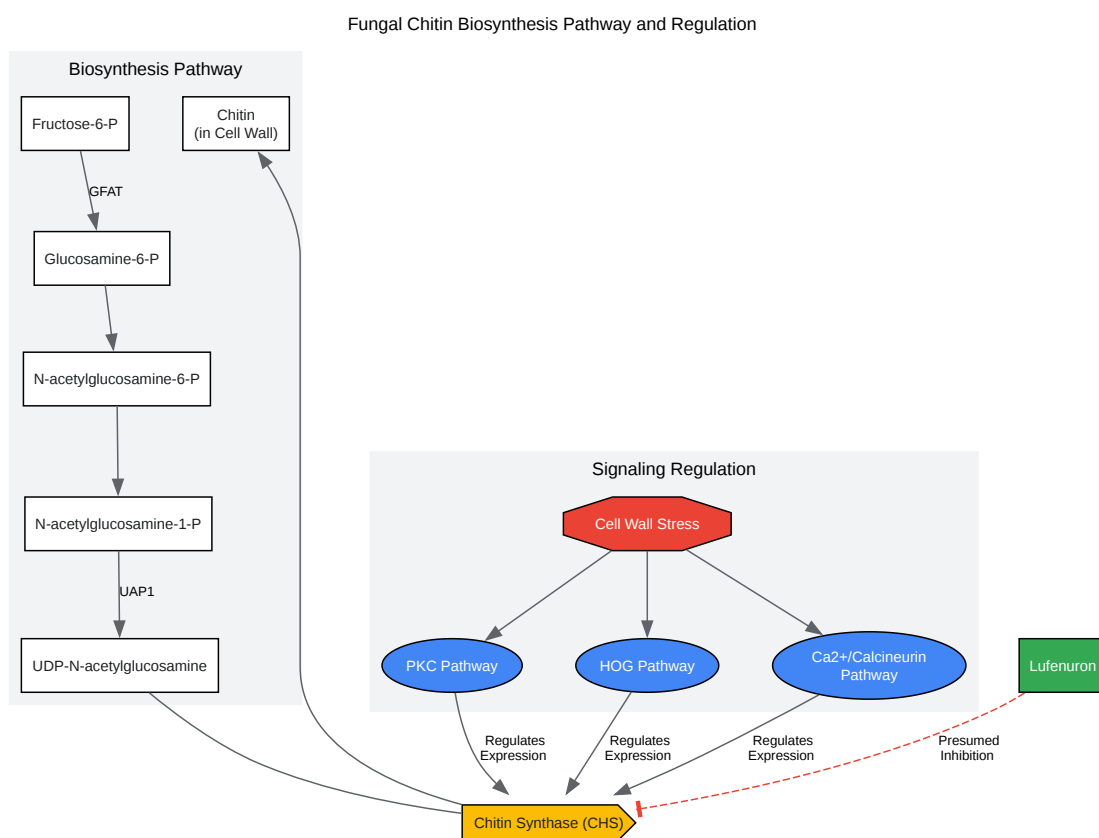 Fungal Chitin Biosynthesis Pathway and Regulation
Biosynthesis Pathway
Fructose-6-P
Chitin
(in Cell Wall)
GFAT
Glucosamine-6-P
N-acetylglucosamine-6-P
N-acetylglucosamine-1-P
UAP1
UDP-N-acetylglucosamine
Signaling Regulation
Cell Wall Stress
PKC Pathway
HOG Pathway
Ca2+/Calcineurin
Pathway
Lufenuron
Regulates
Expression
Regulates
Expression
Regulates
Expression
Presumed
Inhibition
Chitin Synthase (CHS)